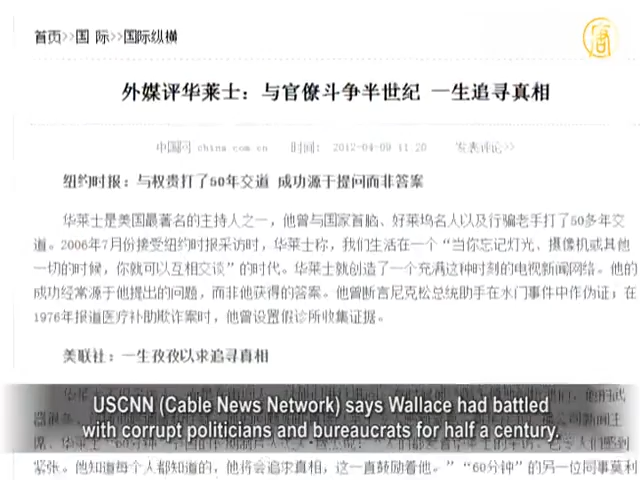 首页>>国 际>>国际纵横
外媒评华莱士：与官僚斗争半世纪 一生追寻真相
中国网 china.com.cn 时间： 2012-04-09 11 20 发表评论>>
纽约时报：与权贵打了50年交道 成功源于提问而非答案
华莱士是美国最著名的主持人之一，他曾与国家首脑、好莱坞名人以及行骗老手打了50多年交
道。2006年7月份接受纽约时报采访时，华莱士称，我们生活在一个“当你忘记灯光、摄像机或其他
一切的时候，你就可以互相交谈”的时代。华莱士就创造了一个充满这种时刻的电视新闻网络。他的
成功经常源于他提出的问题，而非他获得的答案。他曾断言尼克松总统助手在水门事件中作伪证；在
1976年报道医疗补助欺诈案时，他曾设置假诊所收集证据。
美联社：一生孜孜以求追寻真相
USCNN (Cable News Network) says Wallace had battled
with corrupt politicians and bureaucrats for half a century.
紧张。他知道每个人都知道的，他将会追求真相，这一直鼓励着他。”“60分钟”的另一位同事莫利